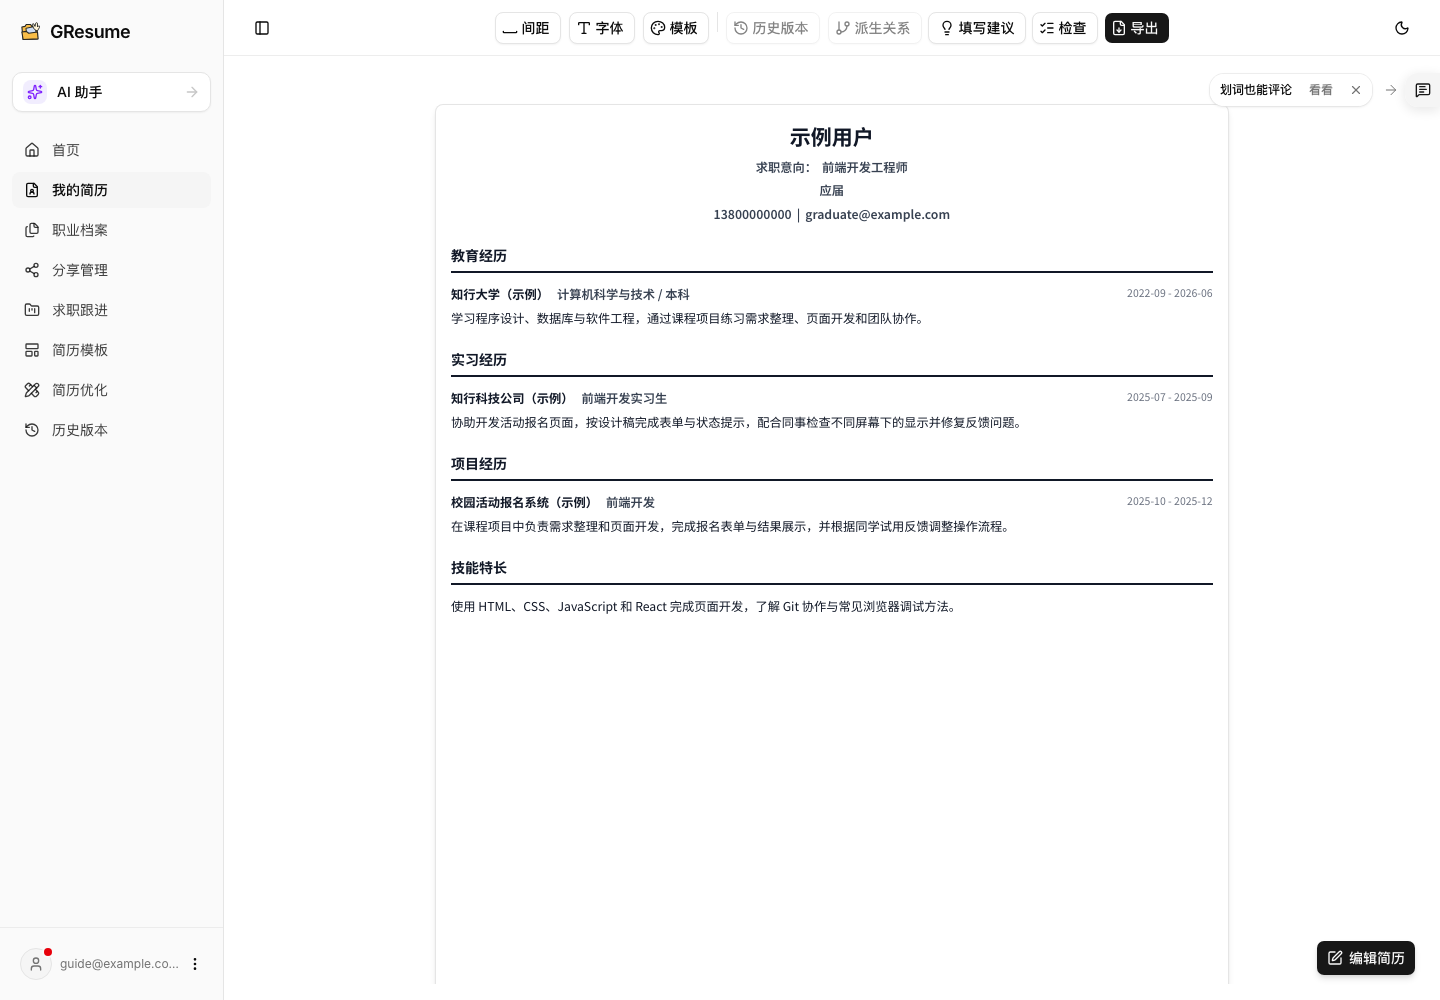 GResume
间距
字体
模板
历史版本
派生关系
填写建议
检查
导出
AI 助手
首页
我的简历
职业档案
分享管理
求职跟进
简历模板
简历优化
历史版本
guide@example.co...
划词也能评论 看看
示例用户
求职意向： 前端开发工程师
应届
13800000000 | graduate@example.com
教育经历
知行大学（示例） 计算机科学与技术 / 本科 2022-09 - 2026-06
学习程序设计、数据库与软件工程，通过课程项目练习需求整理、页面开发和团队协作。
实习经历
知行科技公司（示例） 前端开发实习生 2025-07 - 2025-09
协助开发活动报名页面，按设计稿完成表单与状态提示，配合同事检查不同屏幕下的显示并修复反馈问题。
项目经历
校园活动报名系统（示例） 前端开发 2025-10 - 2025-12
在课程项目中负责需求整理和页面开发，完成报名表单与结果展示，并根据同学试用反馈调整操作流程。
技能特长
使用 HTML、CSS、JavaScript 和 React 完成页面开发，了解 Git 协作与常见浏览器调试方法。
编辑简历